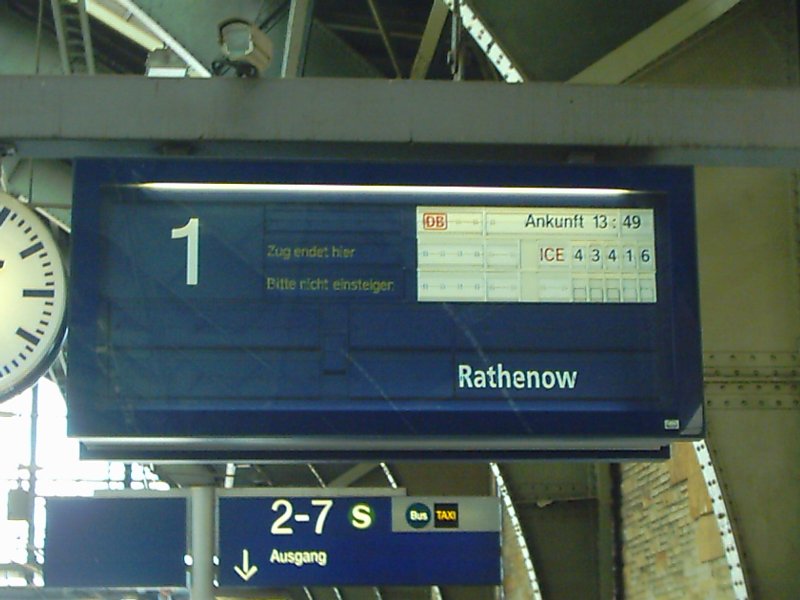 1
DB Ankunft 13:49
Zug endet hier
ICE 43416
Bitte nicht einsteigen
Rathenow
2-7 S Bus TAXI
Ausgang